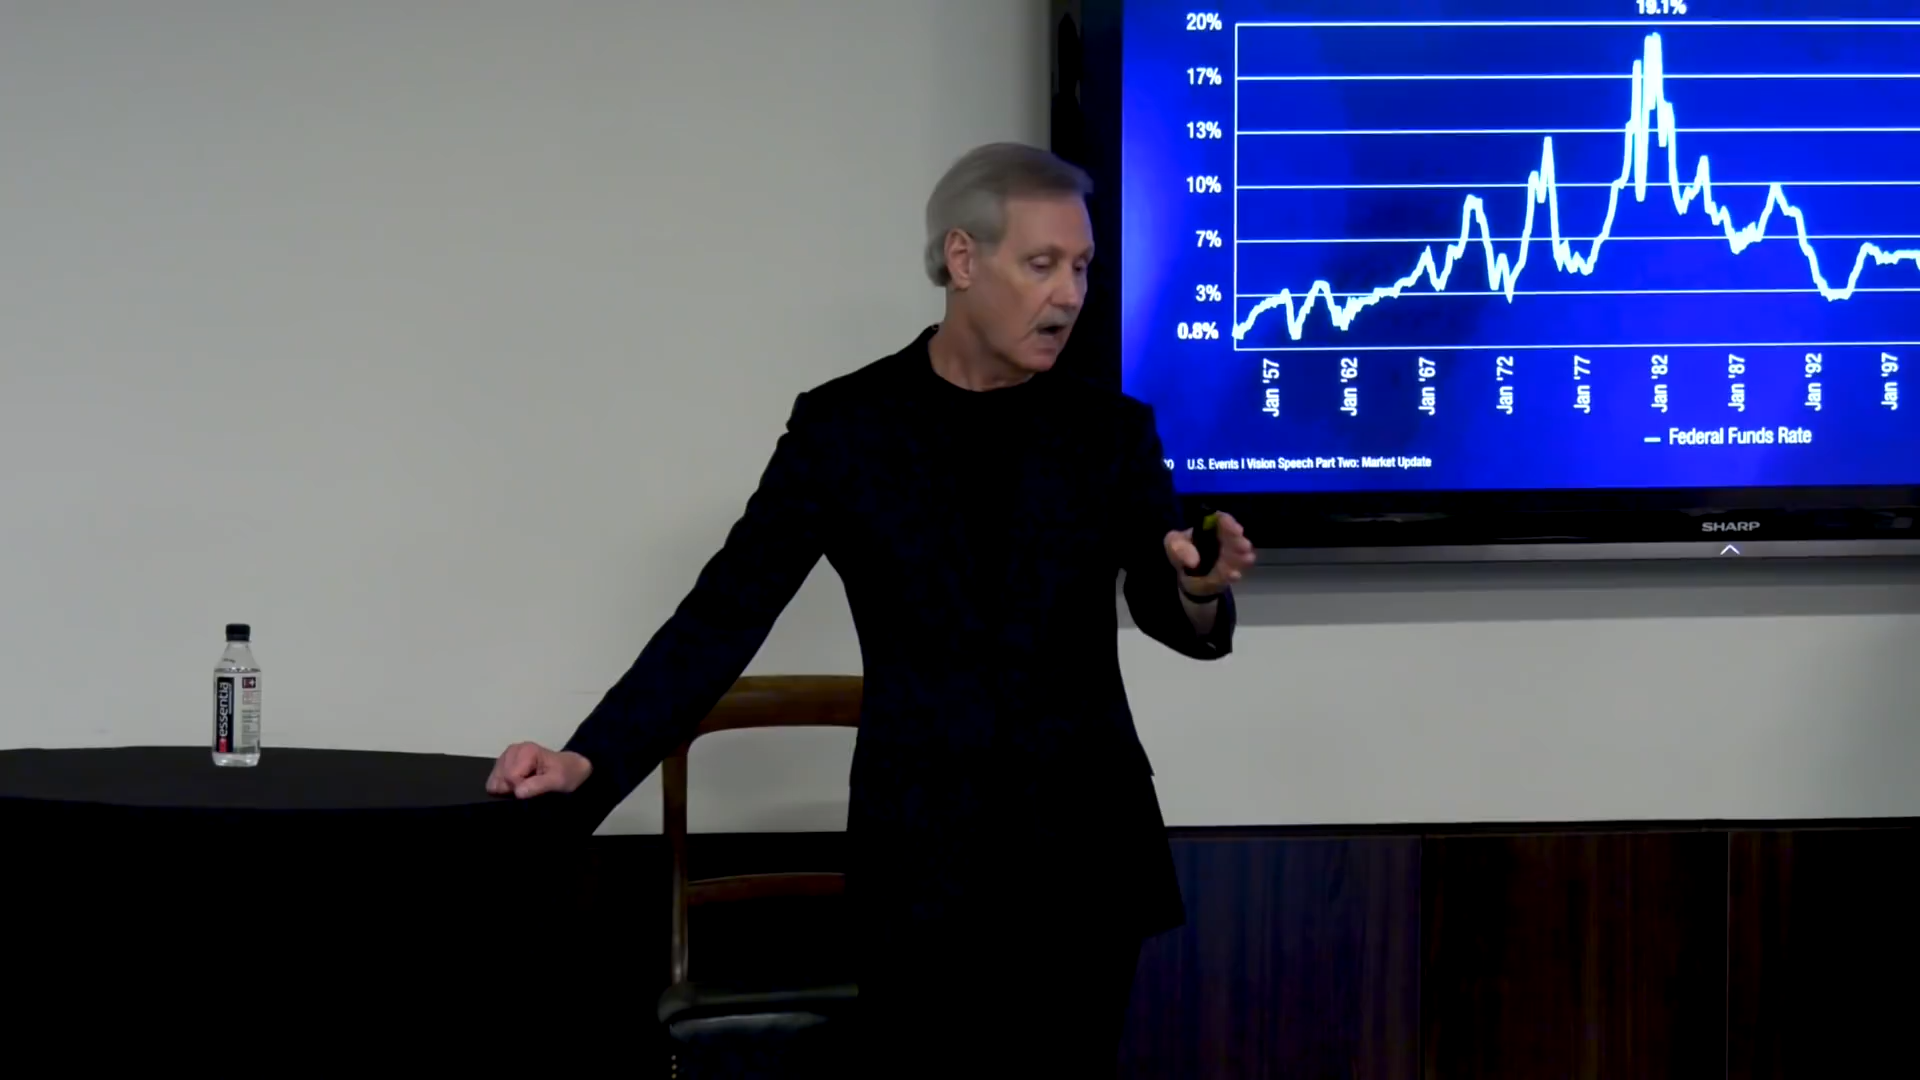 19.1%
20%
17%
13%
10%
7%
3%
0.8%
Jan '57
Jan '62
Jan '67
Jan '72
Jan '77
Jan '82
Jan '87
Jan '92
Jan '97
Federal Funds Rate
U.S. Events | Vision Speech Part Two: Market Update
SHARP
essentia